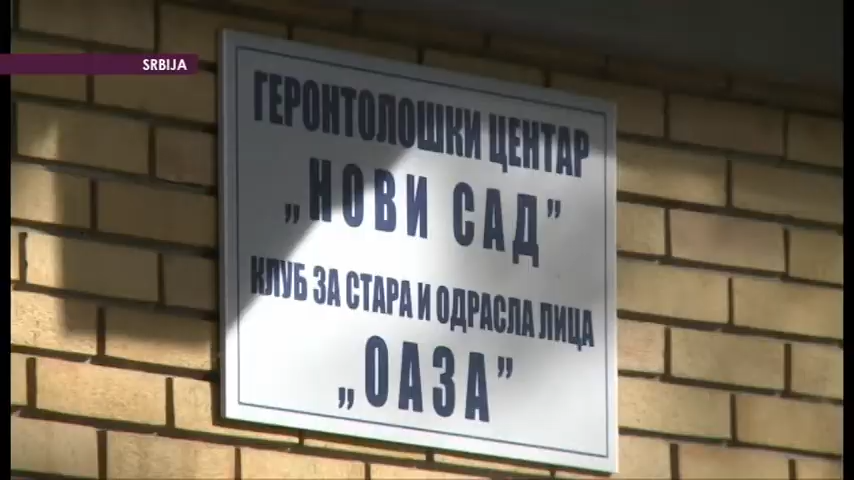 SRBIJA
ГЕРОНТОЛОШКИ ЦЕНТАР
„НОВИ САД”
КЛУБ ЗА СТАРА И ОДРАСЛА ЛИЦА
„ОАЗА”